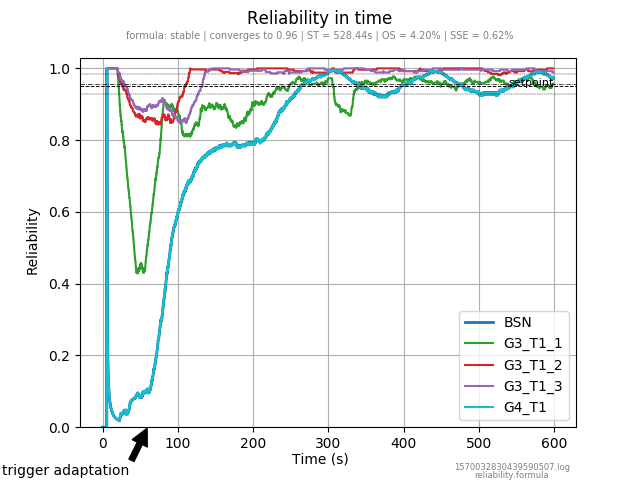 Reliability in time
formula: stable | converges to 0.96 | ST = 528.44s | OS = 4.20% | SSE = 0.62%
1.0
0.8
0.6
0.4
0.2
0.0
Reliability
setpoint
BSN
G3_T1_1
G3_T1_2
G3_T1_3
G4_T1
0 100 200 300 400 500 600
Time (s)
trigger adaptation
1570032830439590507.log
reliability.formula